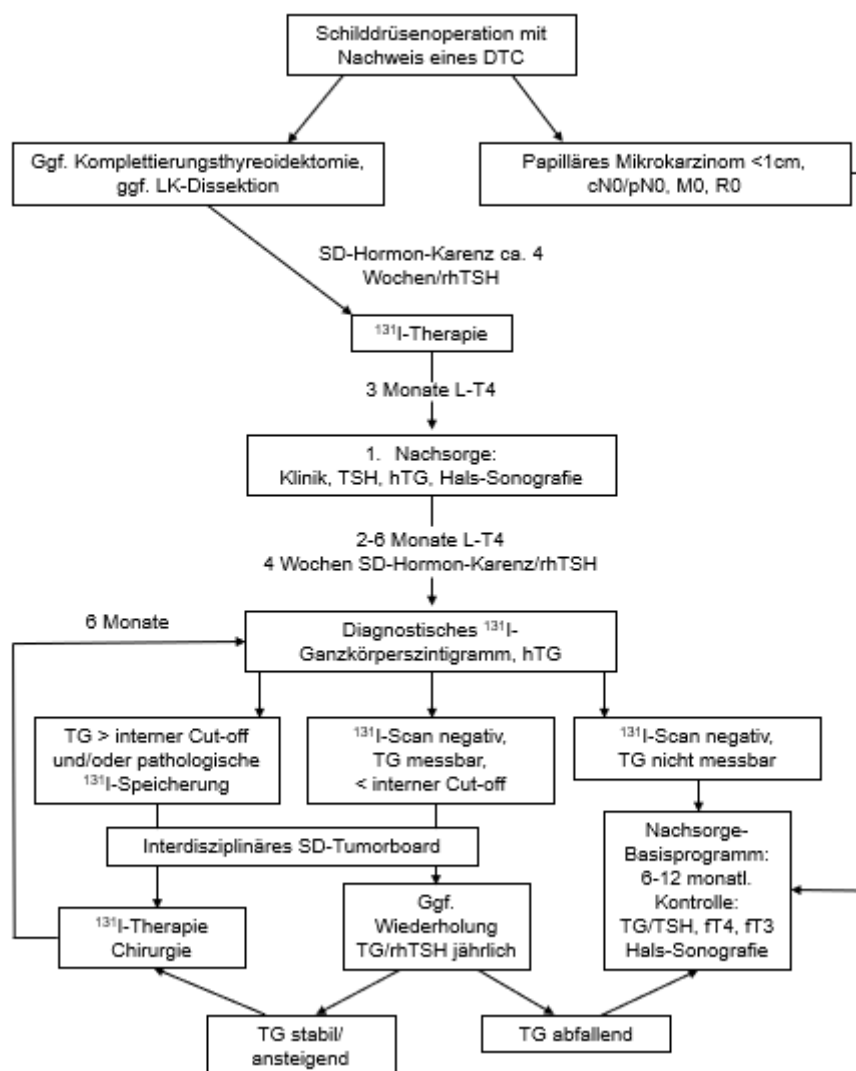 Schilddrüsenoperation mit
Nachweis eines DTC
Ggf. Komplettierungsthyreoidektomie,
ggf. LK-Dissektion
Papilläres Mikrokarzinom <1cm,
cN0/pN0, M0, R0
SD-Hormon-Karenz ca. 4
Wochen/rhTSH
¹³¹I-Therapie
3 Monate L-T4
1. Nachsorge:
Klinik, TSH, hTG, Hals-Sonografie
2-6 Monate L-T4
4 Wochen SD-Hormon-Karenz/rhTSH
6 Monate
Diagnostisches ¹³¹I-
Ganzkörperszintigramm, hTG
TG > interner Cut-off
und/oder pathologische
¹³¹I-Speicherung
¹³¹I-Scan negativ,
TG messbar,
< interner Cut-off
¹³¹I-Scan negativ,
TG nicht messbar
Interdisziplinäres SD-Tumorboard
Nachsorge-
Basisprogramm:
6-12 monatl.
Kontrolle:
TG/TSH, fT4, fT3
Hals-Sonografie
¹³¹I-Therapie
Chirurgie
Ggf.
Wiederholung
TG/rhTSH jährlich
TG stabil/
ansteigend
TG abfallend